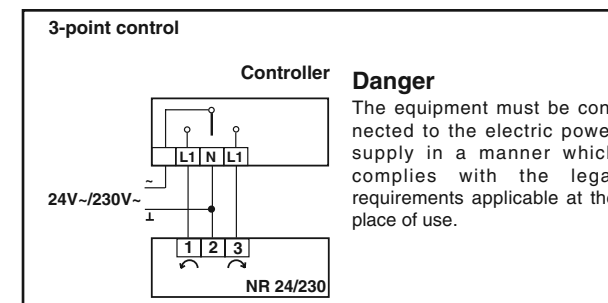 3-point control
Controller
L1 N L1
~
24V~/230V~
⊥
1 2 3
NR 24/230
Danger
The equipment must be con
nected to the electric powe
supply in a manner which
complies with the lega
requirements applicable at the
place of use.